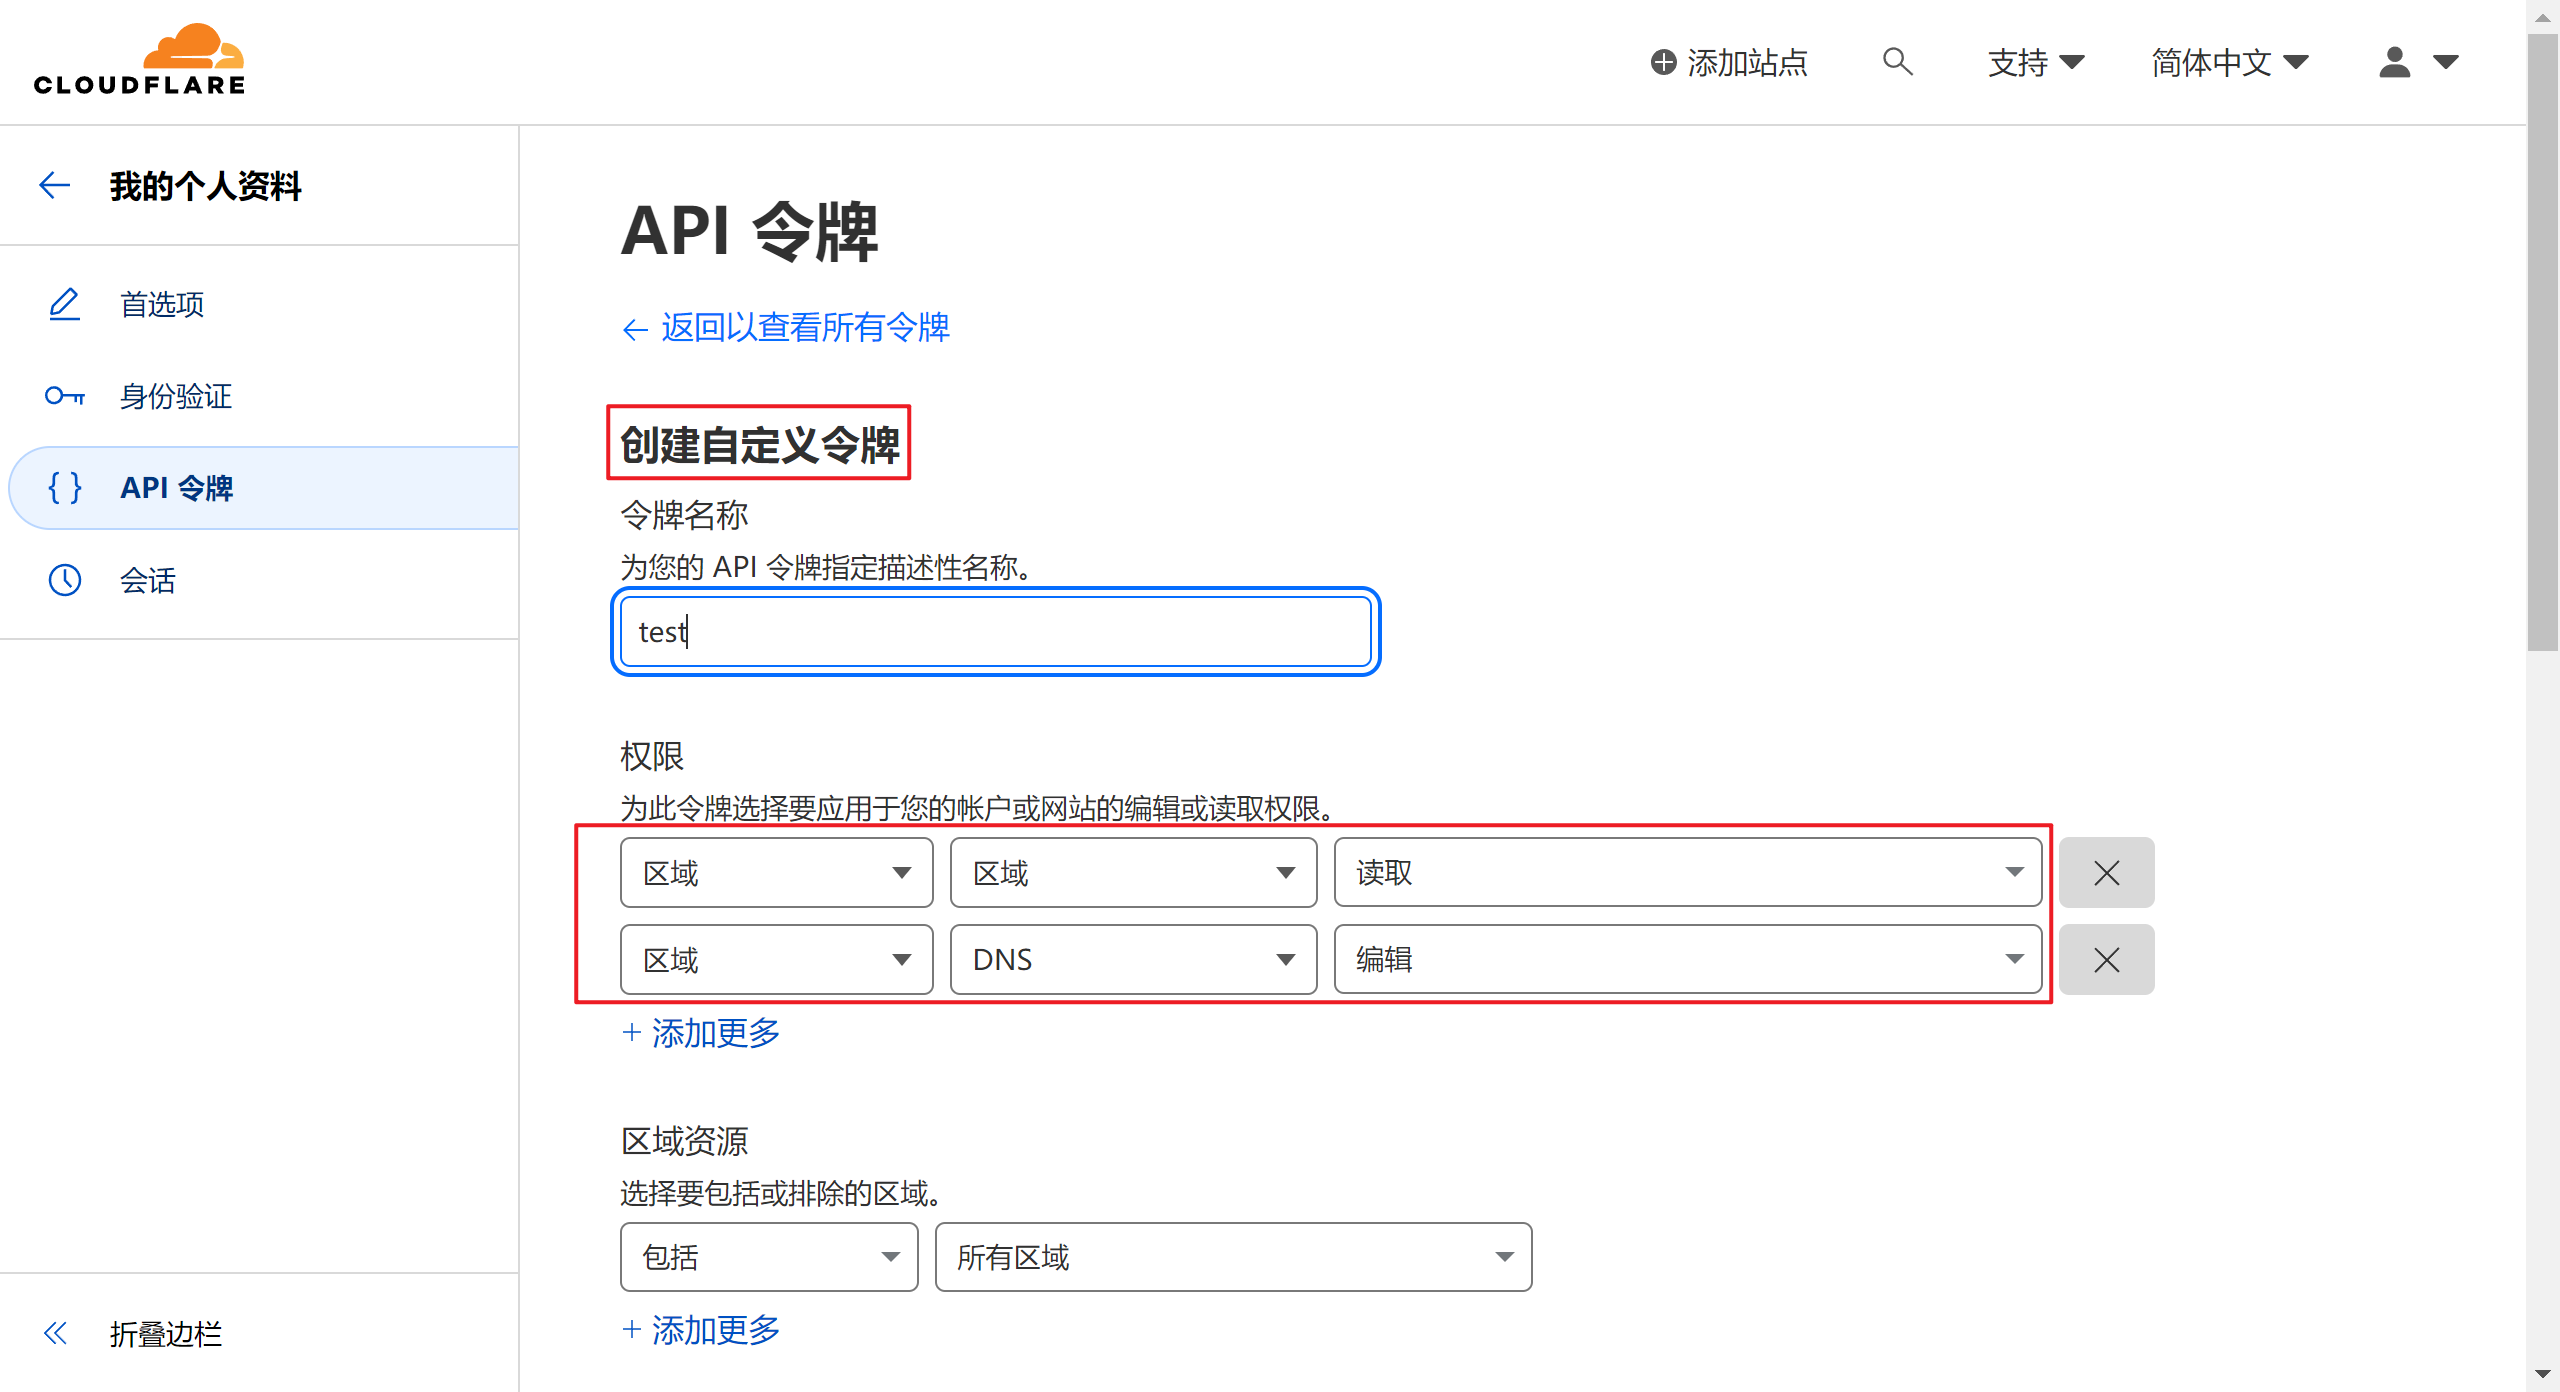 CLOUDFLARE
添加站点
支持
简体中文
我的个人资料
首选项
身份验证
API 令牌
会话
折叠边栏
API 令牌
返回以查看所有令牌
创建自定义令牌
令牌名称
为您的 API 令牌指定描述性名称。
test
权限
为此令牌选择要应用于您的帐户或网站的编辑或读取权限。
区域 区域 读取
区域 DNS 编辑
+ 添加更多
区域资源
选择要包括或排除的区域。
包括 所有区域
+ 添加更多